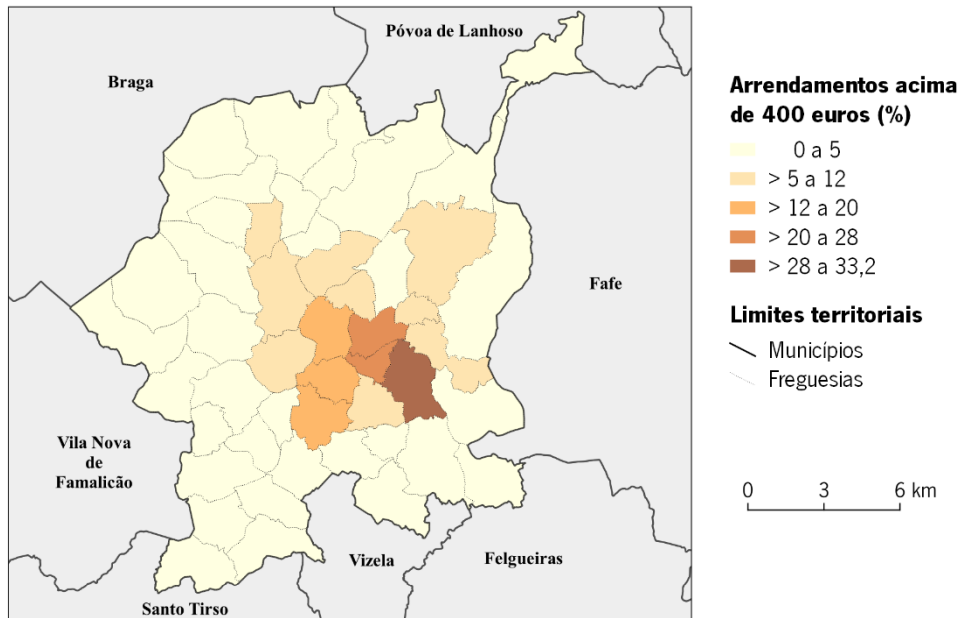 Póvoa de Lanhoso
Braga
Fafe
Vila Nova
de
Famalicão
Vizela
Felgueiras
Santo Tirso
Arrendamentos acima
de 400 euros (%)
0 a 5
> 5 a 12
> 12 a 20
> 20 a 28
> 28 a 33,2
Limites territoriais
Municípios
Freguesias
0 3 6 km